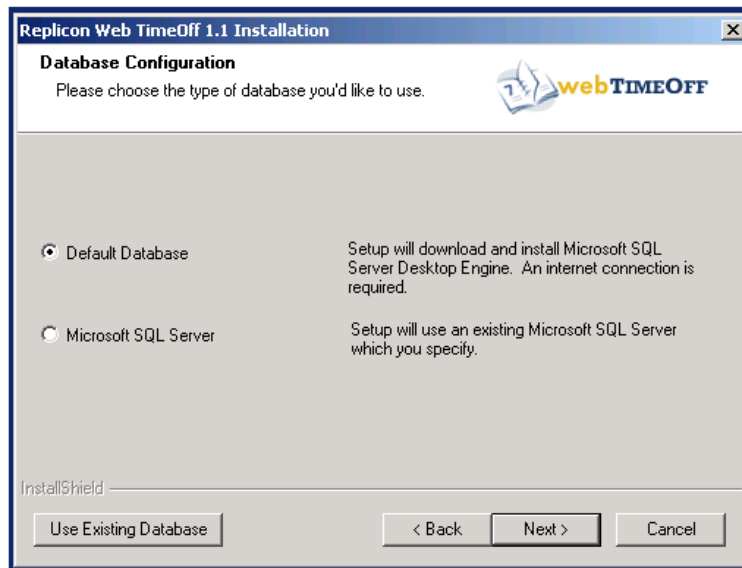 Replicon Web TimeOff 1.1 Installation
Database Configuration
Please choose the type of database you'd like to use.
webTIMEOFF
Default Database
Setup will download and install Microsoft SQL
Server Desktop Engine. An internet connection is
required.
Microsoft SQL Server
Setup will use an existing Microsoft SQL Server
which you specify.
InstallShield
Use Existing Database
< Back
Next >
Cancel